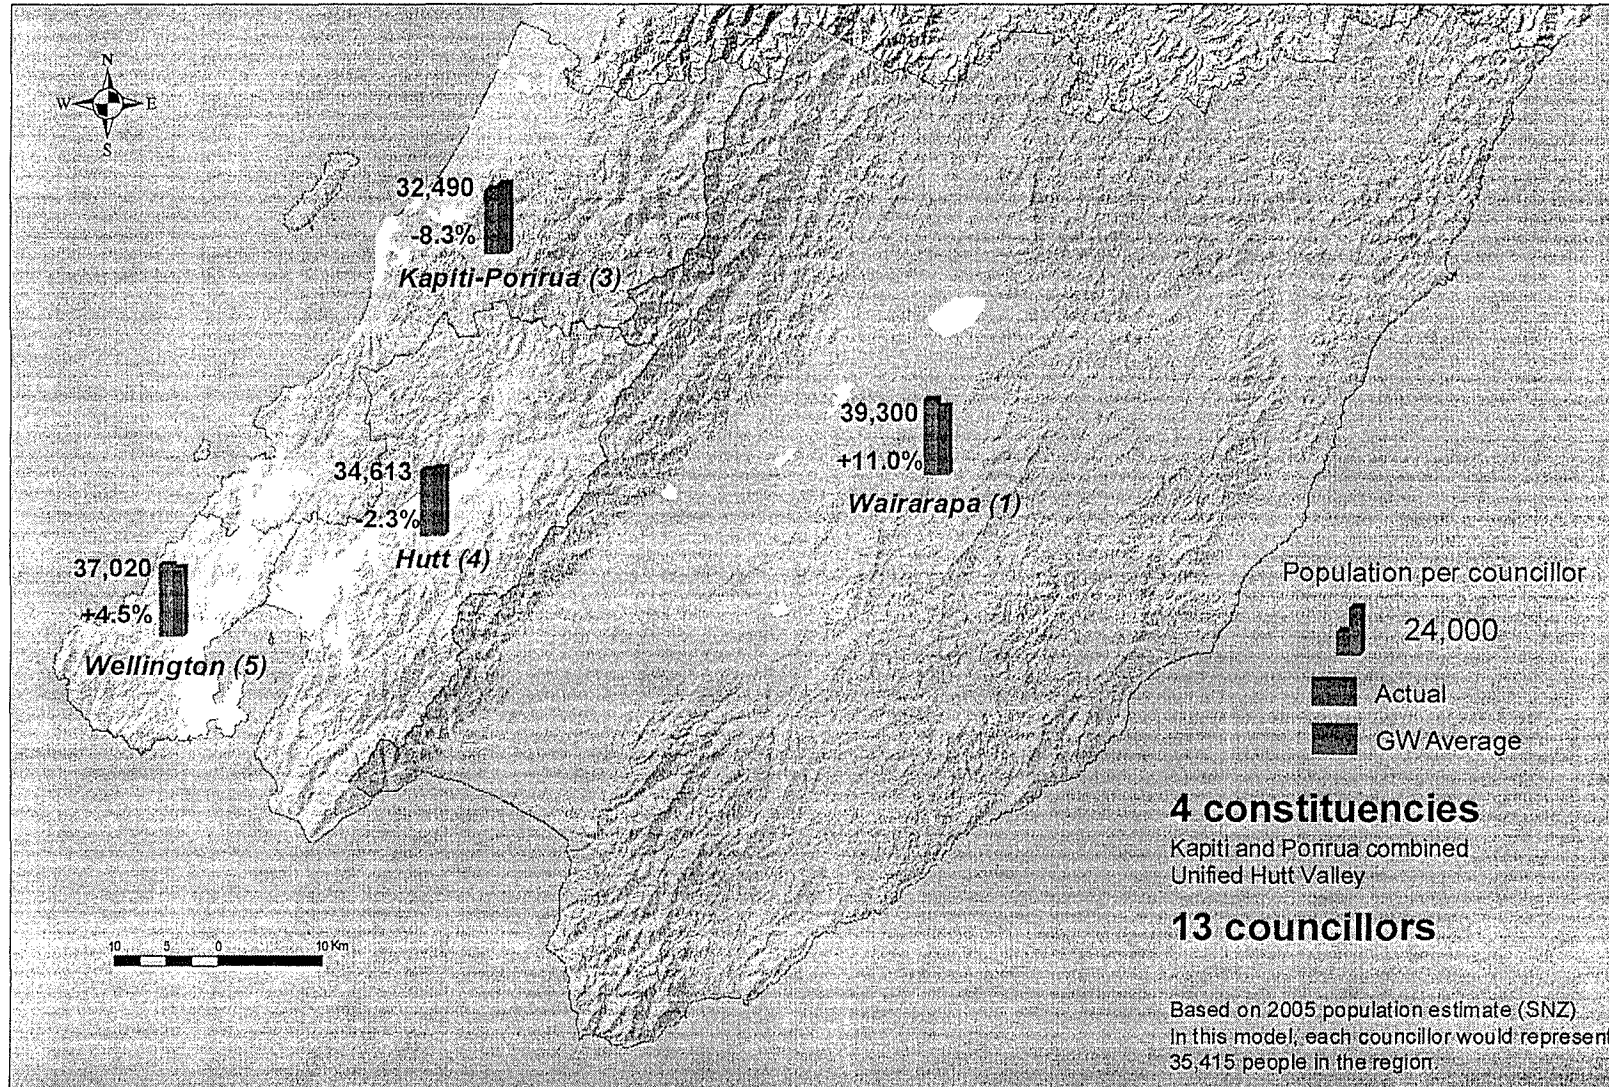 N
W E
S
32,490
-8.3%
Kapiti-Porirua (3)
39,300
+11.0%
Wairarapa (1)
34,613
-2.3%
Hutt (4)
37,020
+4.5%
Wellington (5)
Population per councillor
24,000
Actual
GW Average
4 constituencies
Kapiti and Porirua combined
Unified Hutt Valley
13 councillors
10 5 0 10 Km
Based on 2005 population estimate (SNZ)
In this model, each councillor would represent
35,415 people in the region.